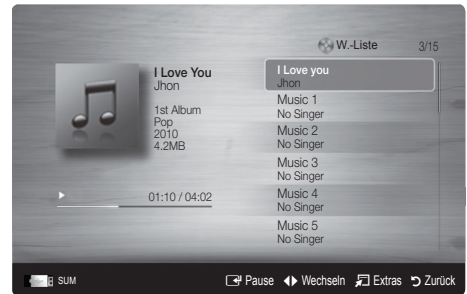 W.-Liste 3/15
I Love You
Jhon
1st Album
Pop
2010
4.2MB
01:10 / 04:02
I Love you
Jhon
Music 1
No Singer
Music 2
No Singer
Music 3
No Singer
Music 4
No Singer
Music 5
No Singer
SUM Pause Wechseln Extras Zurück